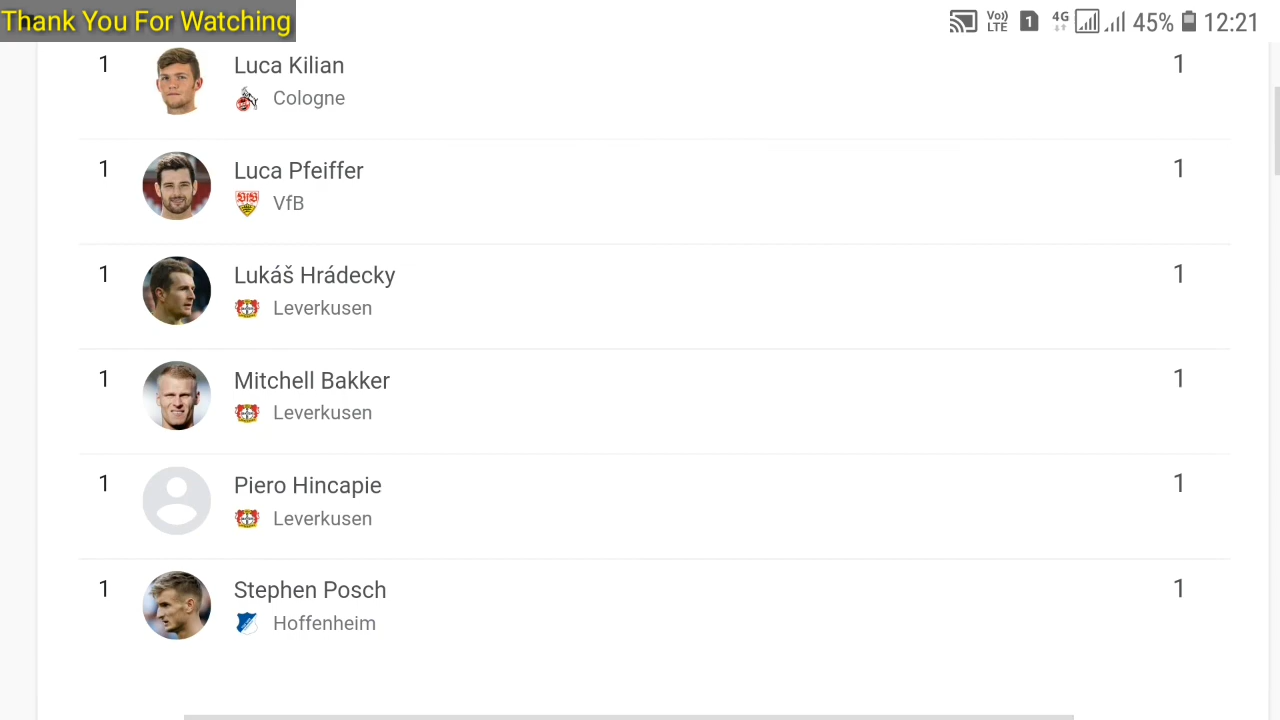 Thank You For Watching
Vo)) LTE 1 4G 45% 12:21
1 Luca Kilian 1
Cologne
1 Luca Pfeiffer 1
VfB
1 Lukáš Hrádecky 1
Leverkusen
1 Mitchell Bakker 1
Leverkusen
1 Piero Hincapie 1
Leverkusen
1 Stephen Posch 1
Hoffenheim